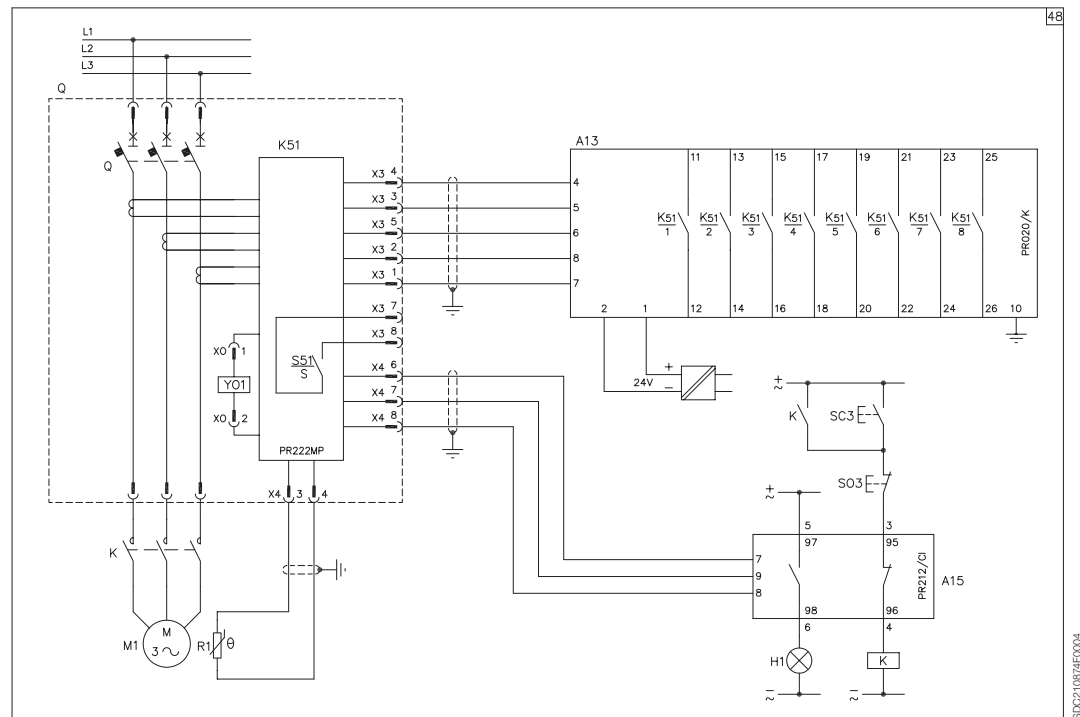 48
L1
L2
L3
Q
Q
K51
X3 4
X3 3
X3 5
X3 2
X3 1
X3 7
X3 8
X4 6
X4 7
X4 8
S51
S
XO 1
YO1
XO 2
PR222MP
X4 3 4
K
M1
M
3
R1 θ
A13
4
5
6
8
7
11 13 15 17 19 21 23 25
K51 K51 K51 K51 K51 K51 K51 K51
1 2 3 4 5 6 7 8
12 14 16 18 20 22 24 26 10
PR020/K
2 1
+
24V −
+
~
K SC3
SO3
+
~
5 3
97 95
7
9
8
PR212/CI
A15
98 96
6 4
H1 K
− −
~ ~
1SDC210874F0004